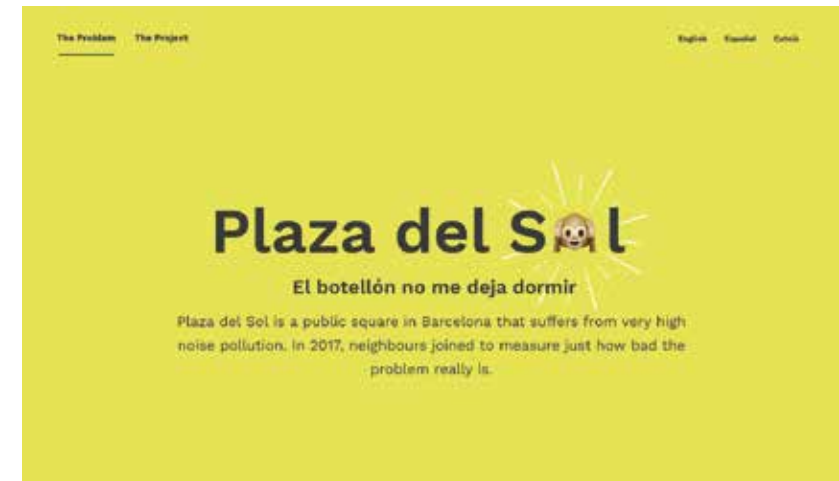 The Problem The Project English Español Català
Plaza del S🙉l
El botellón no me deja dormir
Plaza del Sol is a public square in Barcelona that suffers from very high
noise pollution. In 2017, neighbours joined to measure just how bad the
problem really is.